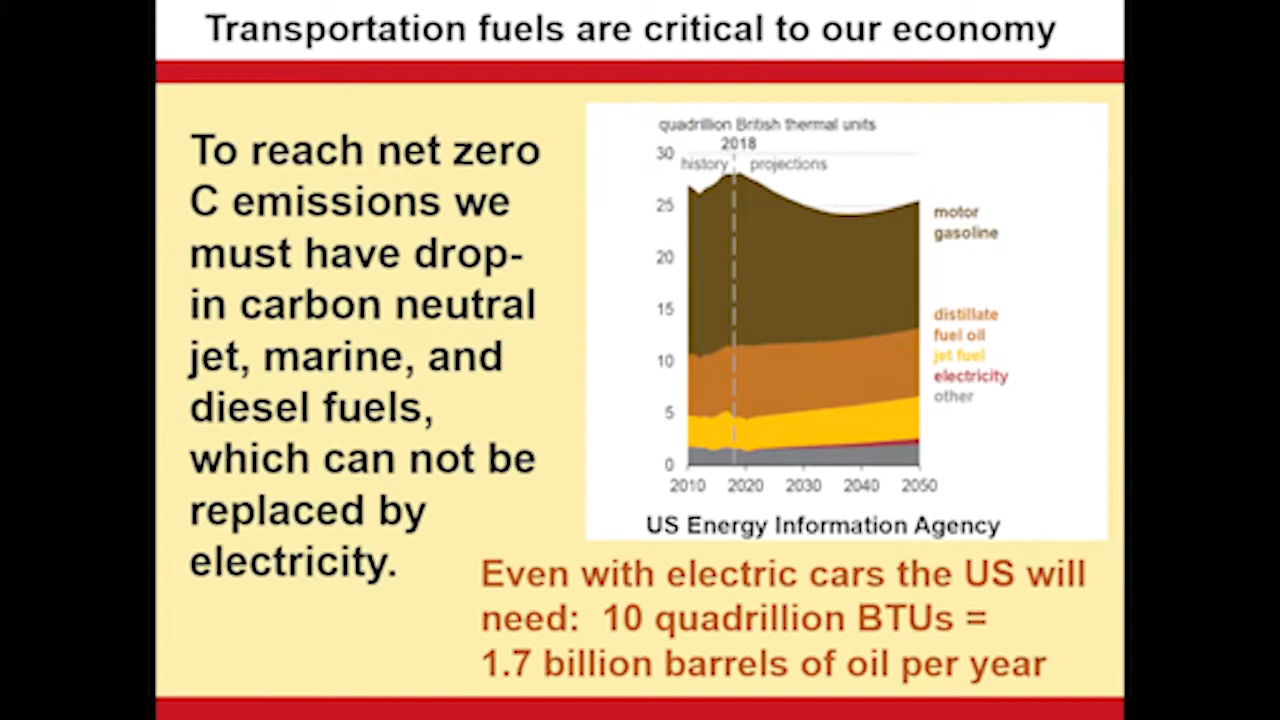 Transportation fuels are critical to our economy
To reach net zero
C emissions we
must have drop-
in carbon neutral
jet, marine, and
diesel fuels,
which can not be
replaced by
electricity.
quadrillion British thermal units
2018
history projections
30
25
20
15
10
5
0
2010 2020 2030 2040 2050
motor
gasoline
distillate
fuel oil
jet fuel
electricity
other
US Energy Information Agency
Even with electric cars the US will
need: 10 quadrillion BTUs =
1.7 billion barrels of oil per year